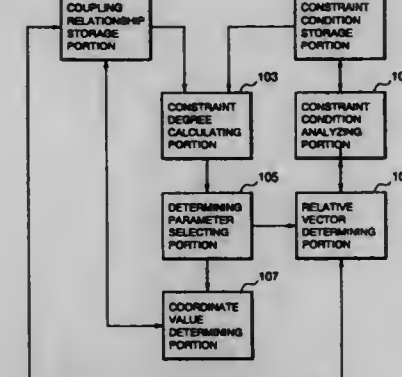 COUPLING
RELATIONSHIP
STORAGE
PORTION
CONSTRAINT
CONDITION
STORAGE
PORTION
103
CONSTRAINT
DEGREE
CALCULATING
PORTION
CONSTRAINT
CONDITION
ANALYZING
PORTION
105
DETERMINING
PARAMETER
SELECTING
PORTION
RELATIVE
VECTOR
DETERMINING
PORTION
107
COORDINATE
VALUE
DETERMINING
PORTION